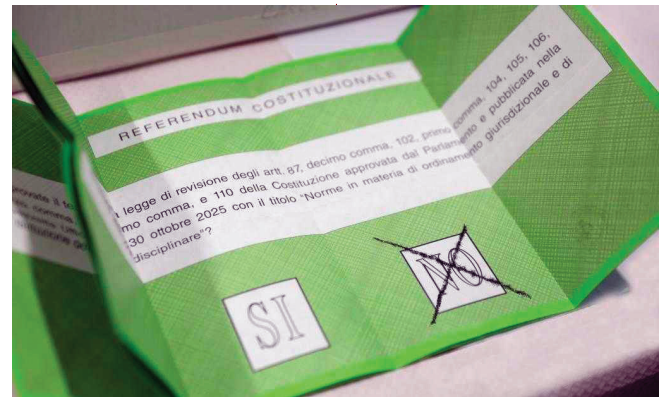 REFERENDUM COSTITUZIONALE
legge di revisione degli artt. 87, decimo comma, 102, primo comma, 104, 105, 106,
mo comma, e 110 della Costituzione approvata dal Parlamento e pubblicata nella
30 ottobre 2025 con il titolo "Norme in materia di ordinamento giurisdizionale e di
disciplinare"?
SI NO